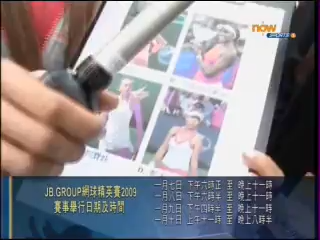 now
SPORTS
JB.GROUP網球精英賽2009
賽事舉行日期及時間
一月七日 下午六時正 至 晚上十一時
一月八日 下午六時半 至 晚上十一時
一月九日 下午四時半 至 晚上十一時
一月十日 上午十一時 至 晚上八時半